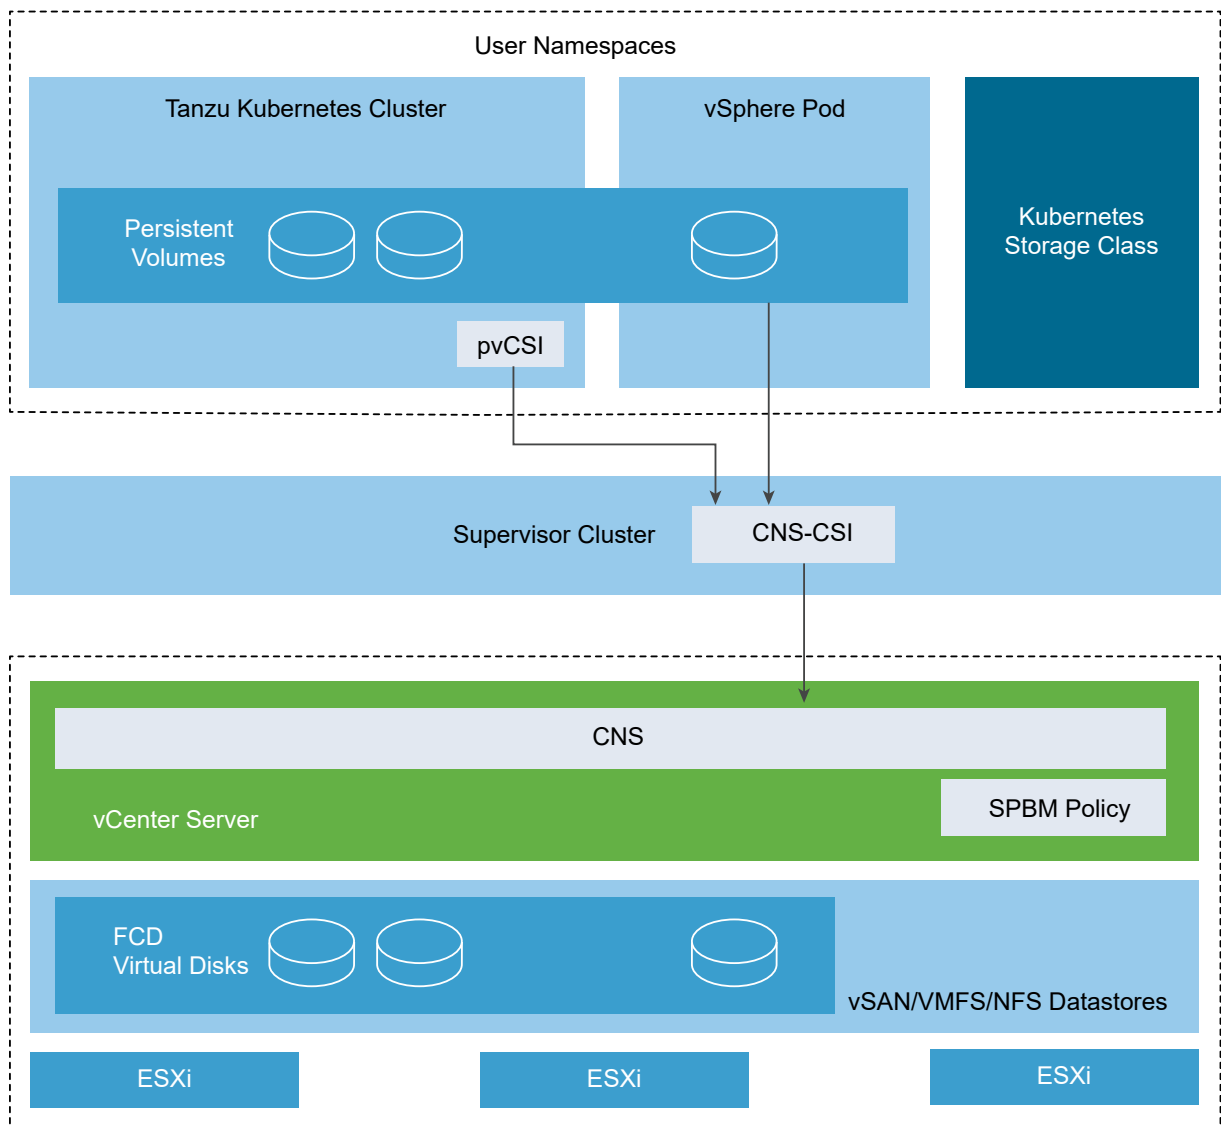 User Namespaces
Tanzu Kubernetes Cluster
vSphere Pod
Persistent
Volumes
Kubernetes
Storage Class
pvCSI
Supervisor Cluster
CNS-CSI
CNS
vCenter Server
SPBM Policy
FCD
Virtual Disks
vSAN/VMFS/NFS Datastores
ESXi
ESXi
ESXi